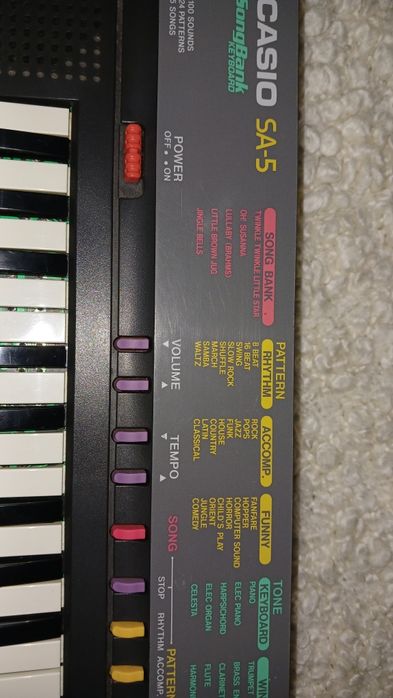 CASIO SA-5
SongBank
KEYBOARD
100 SOUNDS
24 PATTERNS
5 SONGS
POWER
OFF ON
SONG BANK
TWINKLE TWINKLE LITTLE STAR
OH! SUSANNA
LULLABY (BRAHMS)
LITTLE BROWN JUG
JINGLE BELLS
PATTERN
RHYTHM
8 BEAT
16 BEAT
SWING
SLOW ROCK
SHUFFLE
MARCH
SAMBA
WALTZ
ACCOMP.
ROCK
POPS
JAZZ
FUNK
HOUSE
COUNTRY
LATIN
CLASSICAL
FUNNY
FANFARE
HOPPER
COMPUTER SOUND
HORROR
CHILD'S PLAY
ORIENT
JUNGLE
COMEDY
TONE
KEYBOARD
PIANO
ELEC PIANO
HARPSICHORD
ELEC ORGAN
CELESTA
WIN
TRUMPET
BRASS EN
CLARINET
FLUTE
HARMON
VOLUME
▼ ▲
TEMPO
▼ ▲
SONG
PATTERN
STOP RHYTHM ACCOMP.